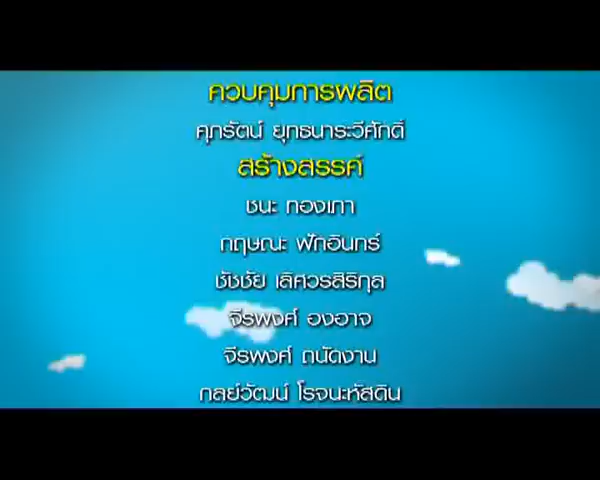 ควบคุมการผลิต
ศุภรัตน์ ยุทธนาระวีศักดิ์
สร้างสรรค์
ชนะ ทองเภา
กฤษณะ ฟักอินทร์
ชัชชัย เลิศวรสิริกุล
จีรพงศ์ องอาจ
จีรพงศ์ ถนัดงาน
กลย์วัฒน์ โรจนะหัสดิน